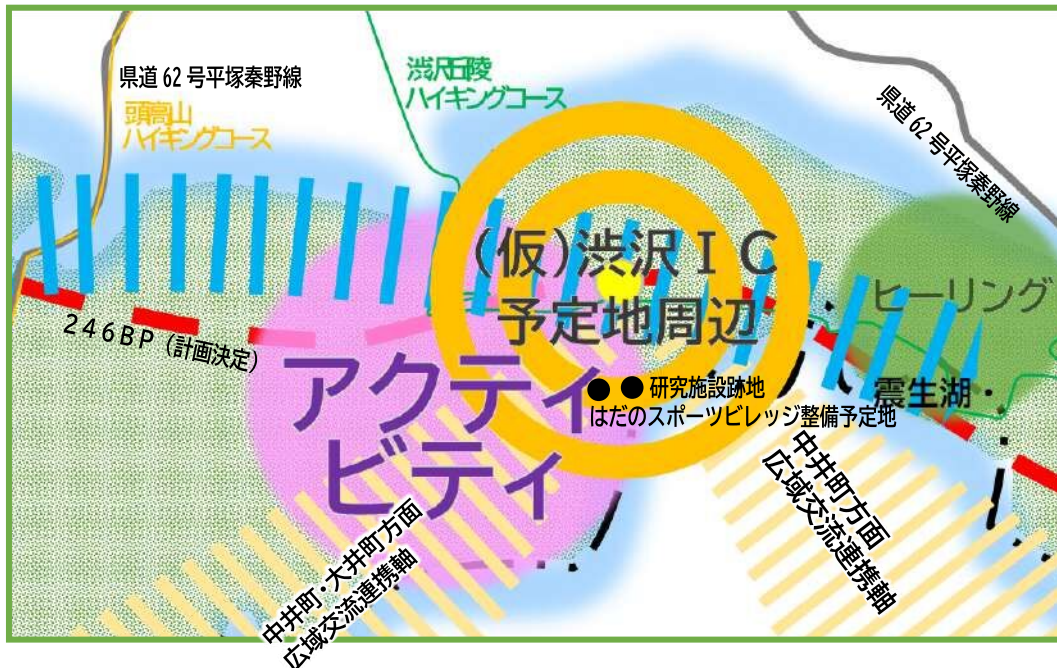 県道62号平塚秦野線
頭高山
ハイキングコース
渋沢丘陵
ハイキングコース
県道62号平塚秦野線
(仮)渋沢IC
予定地周辺
ヒーリング
246BP(計画決定)
アクティ
ビティ
●●研究施設跡地
はだのスポーツビレッジ整備予定地
震生湖・
中井町・大井町方面
広域交流連携軸
中井町方面
広域交流連携軸